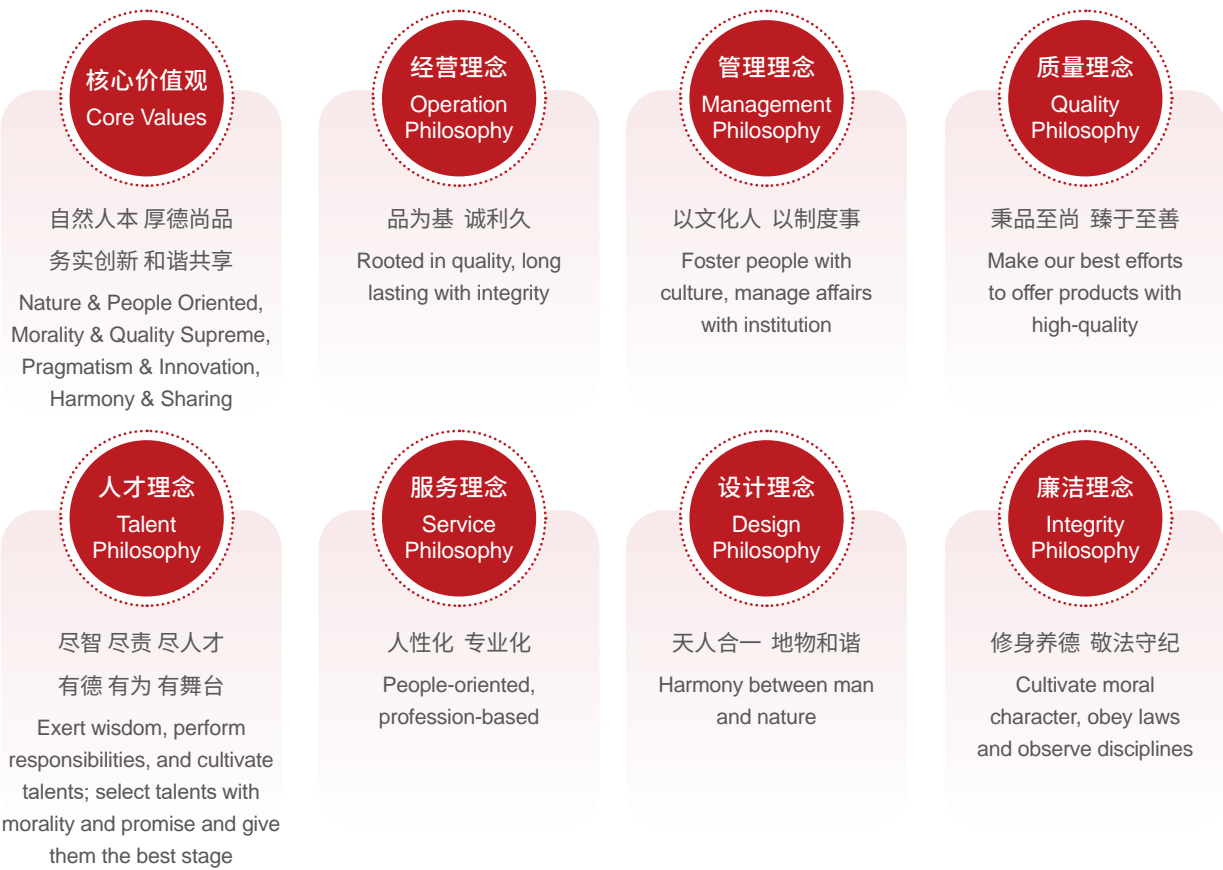 核心价值观
Core Values
自然人本 厚德尚品
务实创新 和谐共享
Nature & People Oriented,
Morality & Quality Supreme,
Pragmatism & Innovation,
Harmony & Sharing
经营理念
Operation
Philosophy
品为基 诚利久
Rooted in quality, long
lasting with integrity
管理理念
Management
Philosophy
以文化人 以制度事
Foster people with
culture, manage affairs
with institution
质量理念
Quality
Philosophy
秉品至尚 臻于至善
Make our best efforts
to offer products with
high-quality
人才理念
Talent
Philosophy
尽智 尽责 尽人才
有德 有为 有舞台
Exert wisdom, perform
responsibilities, and cultivate
talents; select talents with
morality and promise and give
them the best stage
服务理念
Service
Philosophy
人性化 专业化
People-oriented,
profession-based
设计理念
Design
Philosophy
天人合一 地物和谐
Harmony between man
and nature
廉洁理念
Integrity
Philosophy
修身养德 敬法守纪
Cultivate moral
character, obey laws
and observe disciplines